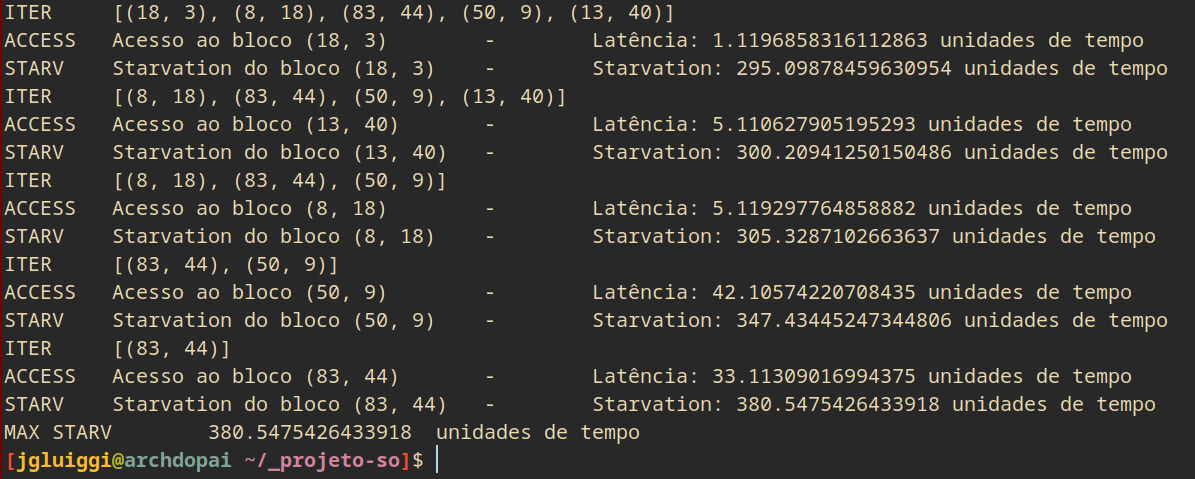 ITER     [(18, 3), (8, 18), (83, 44), (50, 9), (13, 40)]
ACCESS   Acesso ao bloco (18, 3)        -        Latência: 1.1196858316112863 unidades de tempo
STARV    Starvation do bloco (18, 3)    -        Starvation: 295.09878459630954 unidades de tempo
ITER     [(8, 18), (83, 44), (50, 9), (13, 40)]
ACCESS   Acesso ao bloco (13, 40)       -        Latência: 5.110627905195293 unidades de tempo
STARV    Starvation do bloco (13, 40)   -        Starvation: 300.20941250150486 unidades de tempo
ITER     [(8, 18), (83, 44), (50, 9)]
ACCESS   Acesso ao bloco (8, 18)        -        Latência: 5.119297764858882 unidades de tempo
STARV    Starvation do bloco (8, 18)    -        Starvation: 305.3287102663637 unidades de tempo
ITER     [(83, 44), (50, 9)]
ACCESS   Acesso ao bloco (50, 9)        -        Latência: 42.10574220708435 unidades de tempo
STARV    Starvation do bloco (50, 9)    -        Starvation: 347.43445247344806 unidades de tempo
ITER     [(83, 44)]
ACCESS   Acesso ao bloco (83, 44)       -        Latência: 33.11309016994375 unidades de tempo
STARV    Starvation do bloco (83, 44)   -        Starvation: 380.5475426433918 unidades de tempo
MAX STARV        380.5475426433918  unidades de tempo
[jgluiggi@archdopai ~/_projeto-so]$